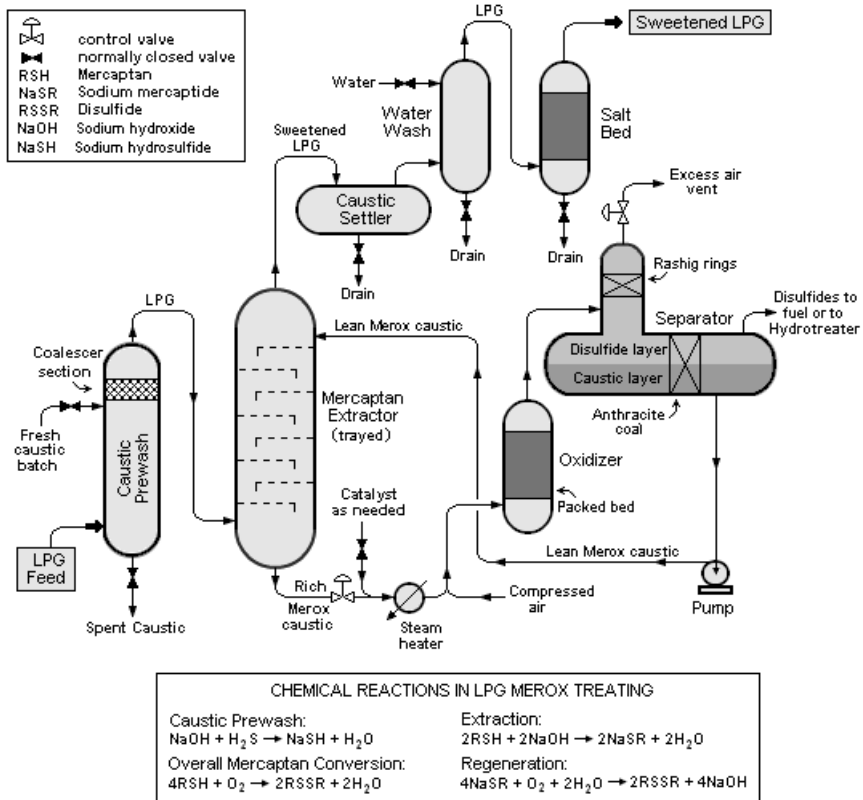 control valve
normally closed valve
RSH Mercaptan
NaSR Sodium mercaptide
RSSR Disulfide
NaOH Sodium hydroxide
NaSH Sodium hydrosulfide
LPG
Sweetened LPG
Water
Water
Wash
Salt
Bed
Sweetened
LPG
Caustic
Settler
Drain
Drain
Drain
Excess air
vent
Rashig rings
Separator
Disulfides to
fuel or to
Hydrotreater
Disulfide layer
Caustic layer
Anthracite
coal
LPG
Coalescer
section
Fresh
caustic
batch
Caustic
Prewash
LPG
Feed
Spent Caustic
Lean Merox caustic
Mercaptan
Extractor
(trayed)
Catalyst
as needed
Rich
Merox
caustic
Steam
heater
Oxidizer
Packed bed
Lean Merox caustic
Compressed
air
Pump
CHEMICAL REACTIONS IN LPG MEROX TREATING
Caustic Prewash:
NaOH + H₂S → NaSH + H₂O
Extraction:
2RSH + 2NaOH → 2NaSR + 2H₂O
Overall Mercaptan Conversion:
4RSH + O₂ → 2RSSR + 2H₂O
Regeneration:
4NaSR + O₂ + 2H₂O → 2RSSR + 4NaOH